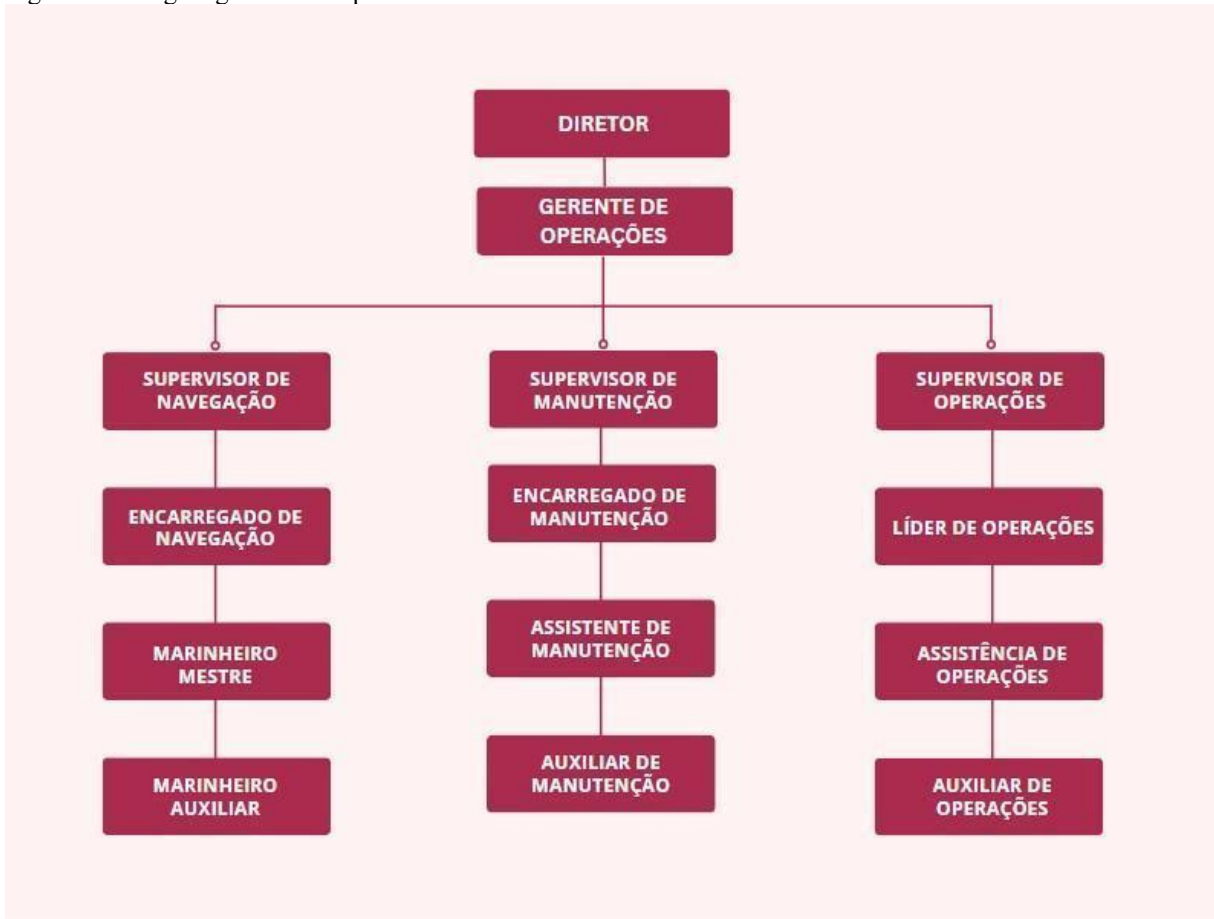 DIRETOR
GERENTE DE
OPERAÇÕES
SUPERVISOR DE
NAVEGAÇÃO
SUPERVISOR DE
MANUTENÇÃO
SUPERVISOR DE
OPERAÇÕES
ENCARREGADO DE
NAVEGAÇÃO
ENCARREGADO DE
MANUTENÇÃO
LÍDER DE OPERAÇÕES
MARINHEIRO
MESTRE
ASSISTENTE DE
MANUTENÇÃO
ASSISTÊNCIA DE
OPERAÇÕES
MARINHEIRO
AUXILIAR
AUXILIAR DE
MANUTENÇÃO
AUXILIAR DE
OPERAÇÕES